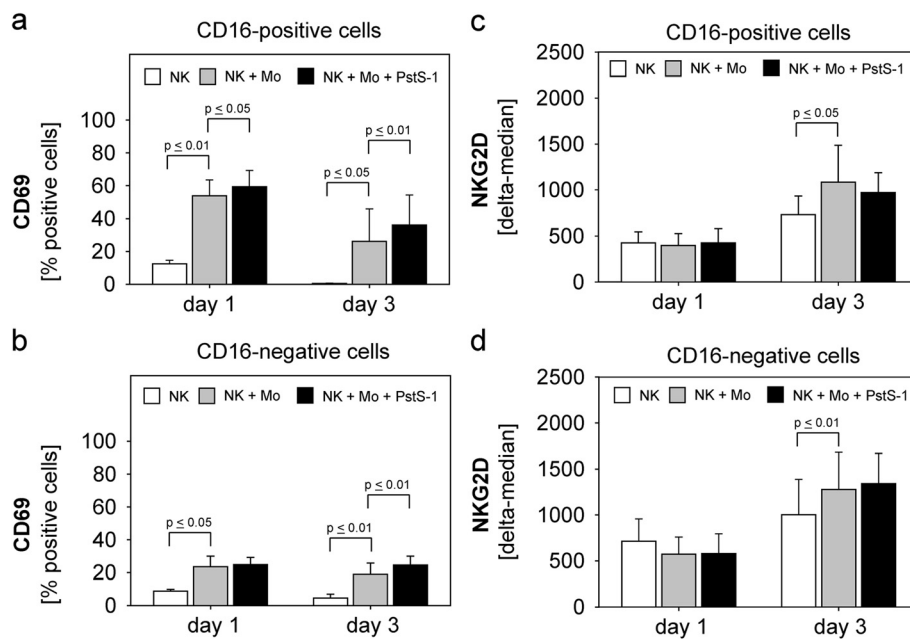 a
CD16-positive cells
NK NK + Mo NK + Mo + PstS-1
CD69
[% positive cells]
100
80
60
40
20
0
p ≤ 0.01
p ≤ 0.05
p ≤ 0.05
p ≤ 0.01
day 1 day 3
b
CD16-negative cells
NK NK + Mo NK + Mo + PstS-1
CD69
[% positive cells]
100
80
60
40
20
0
p ≤ 0.05
p ≤ 0.01
p ≤ 0.01
day 1 day 3
c
CD16-positive cells
NK NK + Mo NK + Mo + PstS-1
NKG2D
[delta-median]
2500
2000
1500
1000
500
0
p ≤ 0.05
day 1 day 3
d
CD16-negative cells
NK NK + Mo NK + Mo + PstS-1
NKG2D
[delta-median]
2500
2000
1500
1000
500
0
p ≤ 0.01
day 1 day 3